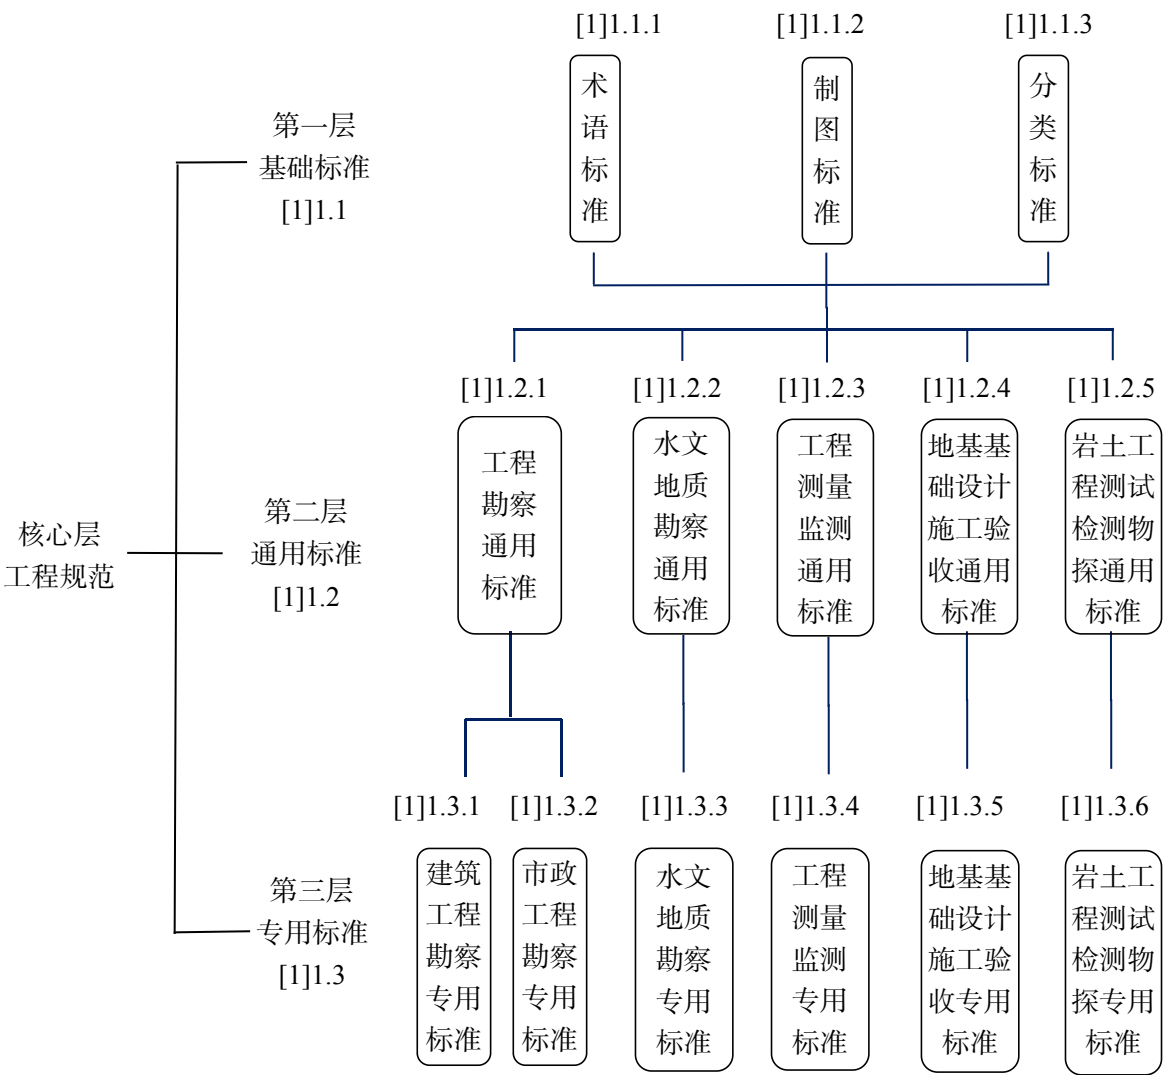 [1]1.1.1
[1]1.1.2
[1]1.1.3
术
语
标
准
制
图
标
准
分
类
标
准
第一层
基础标准
[1]1.1
[1]1.2.1
[1]1.2.2
[1]1.2.3
[1]1.2.4
[1]1.2.5
工程
勘察
通用
标准
水文
地质
勘察
通用
标准
工程
测量
监测
通用
标准
地基基
础设计
施工验
收通用
标准
岩土工
程测试
检测物
探通用
标准
核心层
工程规范
第二层
通用标准
[1]1.2
[1]1.3.1
[1]1.3.2
[1]1.3.3
[1]1.3.4
[1]1.3.5
[1]1.3.6
第三层
专用标准
[1]1.3
建筑
工程
勘察
专用
标准
市政
工程
勘察
专用
标准
水文
地质
勘察
专用
标准
工程
测量
监测
专用
标准
地基基
础设计
施工验
收专用
标准
岩土工
程测试
检测物
探专用
标准